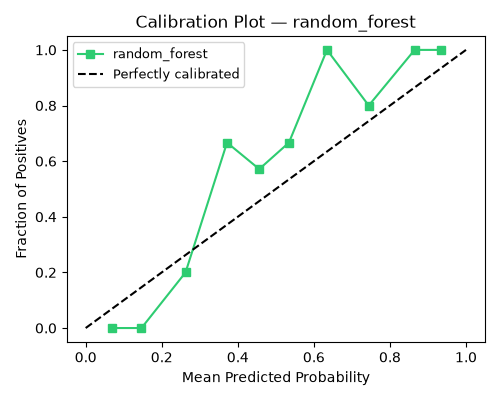 Calibration Plot — random_forest
random_forest
Perfectly calibrated
Fraction of Positives
1.0
0.8
0.6
0.4
0.2
0.0
0.0 0.2 0.4 0.6 0.8 1.0
Mean Predicted Probability